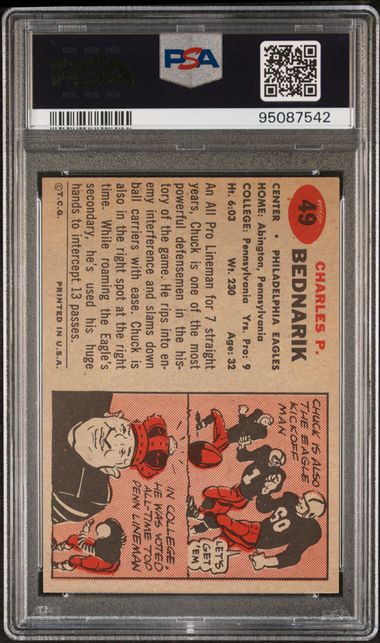 PSA
95087542
49
CHARLES P.
BEDNARIK
CENTER • PHILADELPHIA EAGLES
HOME: Abington, Pennsylvania
COLLEGE: Pennsylvania Yrs. Pro: 9
Ht: 6:03 Wt. 230 Age: 32
An All Pro Lineman for 7 straight
years, Chuck is one of the most
powerful defensemen in the his-
tory of the game. He rips into en-
emy interference and slams down
ball carriers with ease. Chuck is
also in the right spot at the right
time. While roaming the Eagle's
secondary, he's used his huge
hands to intercept 13 passes.
© T.C.G. PRINTED IN U.S.A.
CHUCK IS ALSO
THE EAGLE
KICKOFF
MAN
LET'S
GET
'EM
IN COLLEGE,
HE WAS VOTED
ALL-TIME TOP
PENN LINEMAN